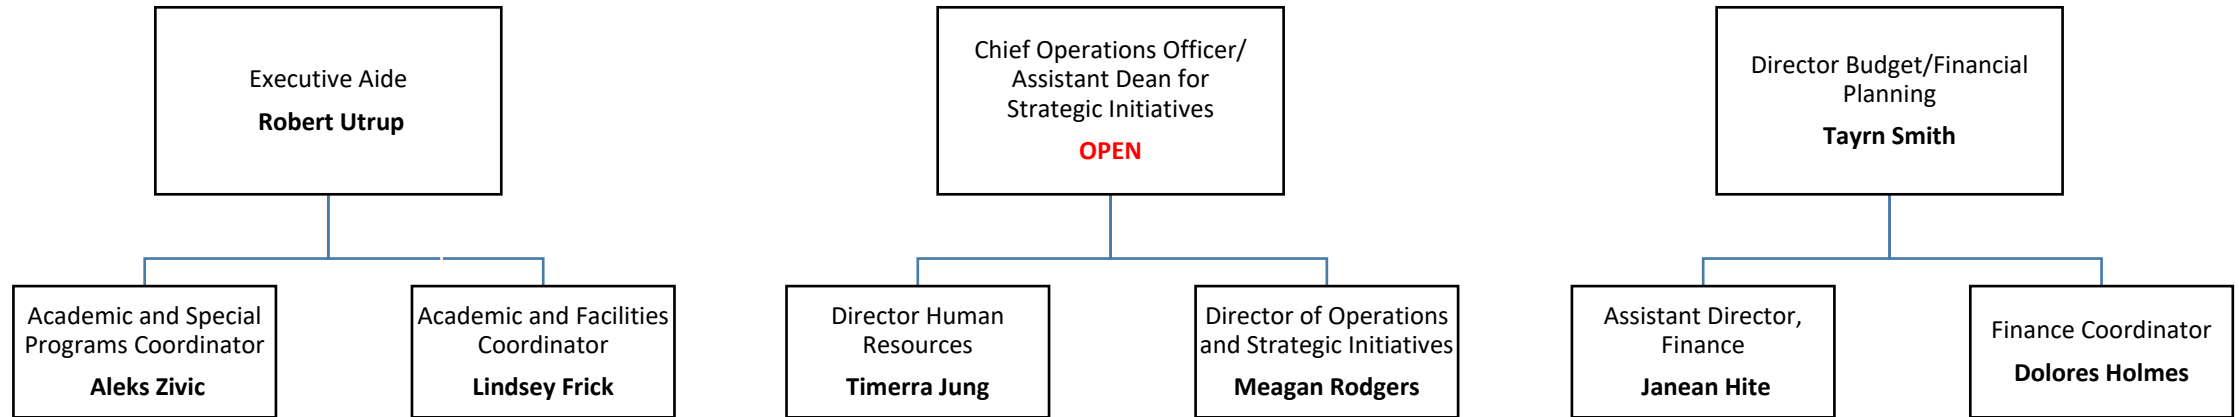 Executive Aide
Robert Utrup
Chief Operations Officer/
Assistant Dean for
Strategic Initiatives
OPEN
Director Budget/Financial
Planning
Tayrn Smith
Academic and Special
Programs Coordinator
Aleks Zivic
Academic and Facilities
Coordinator
Lindsey Frick
Director Human
Resources
Timerra Jung
Director of Operations
and Strategic Initiatives
Meagan Rodgers
Assistant Director,
Finance
Janean Hite
Finance Coordinator
Dolores Holmes